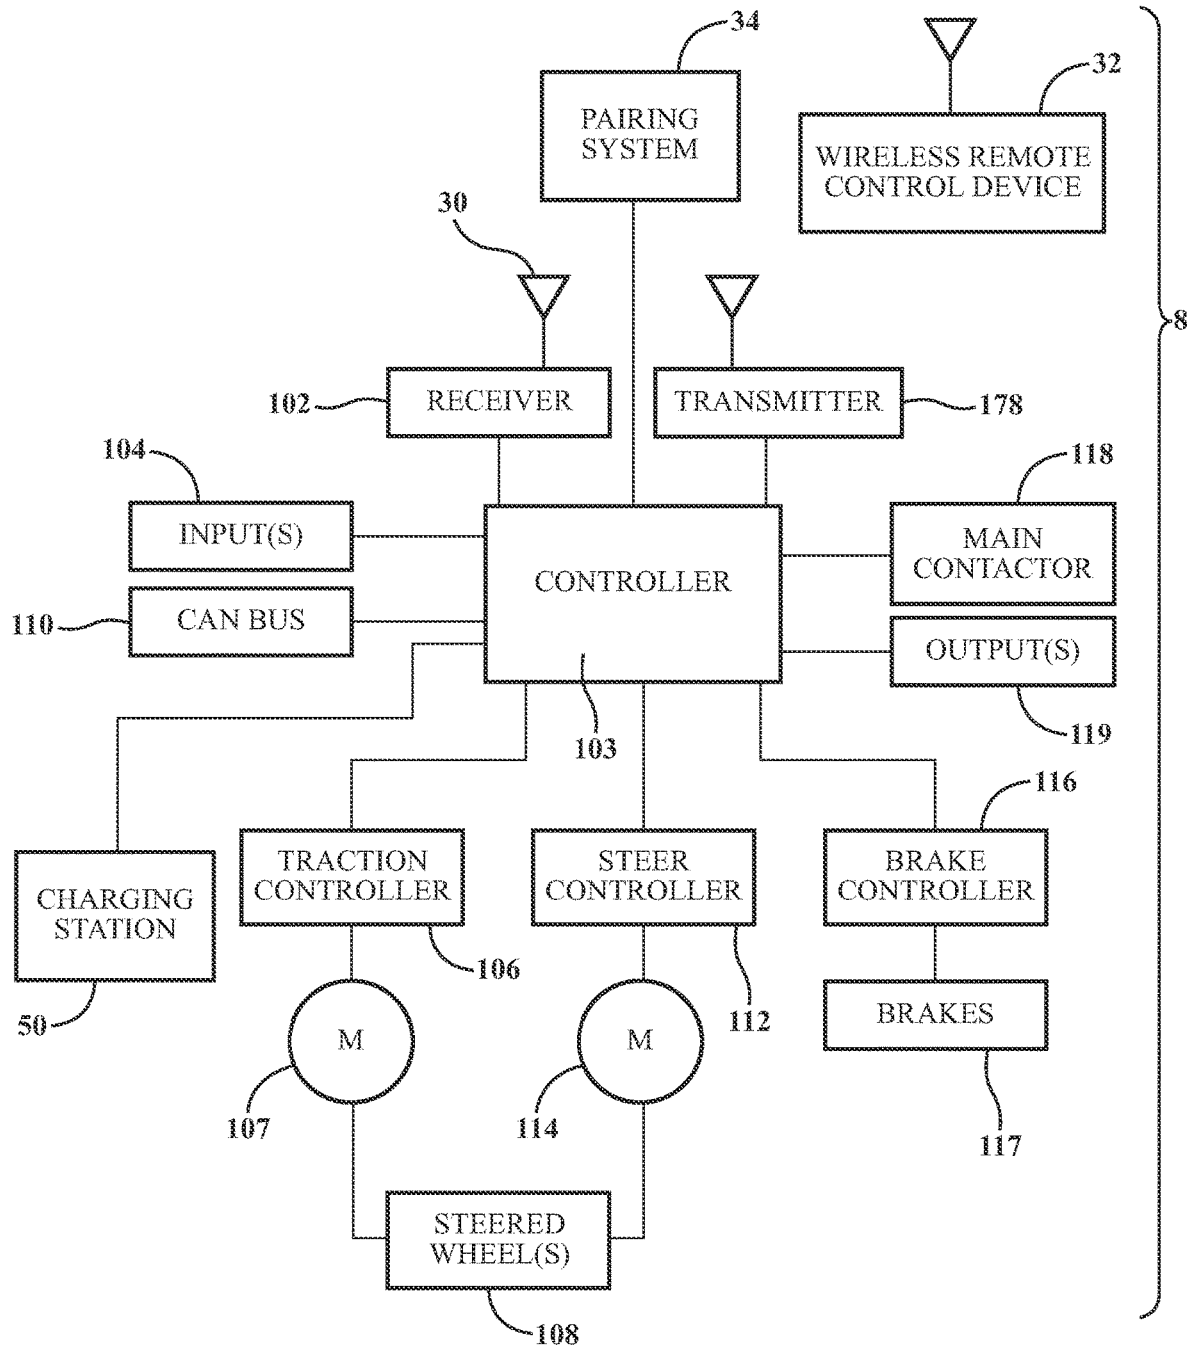 34
32
PAIRING
SYSTEM
WIRELESS REMOTE
CONTROL DEVICE
30
8
102
RECEIVER
TRANSMITTER
178
104
118
INPUT(S)
MAIN
CONTACTOR
CONTROLLER
110
CAN BUS
OUTPUT(S)
103
119
116
TRACTION
CONTROLLER
STEER
CONTROLLER
BRAKE
CONTROLLER
CHARGING
STATION
106
112
50
M
M
BRAKES
107
114
117
STEERED
WHEEL(S)
108